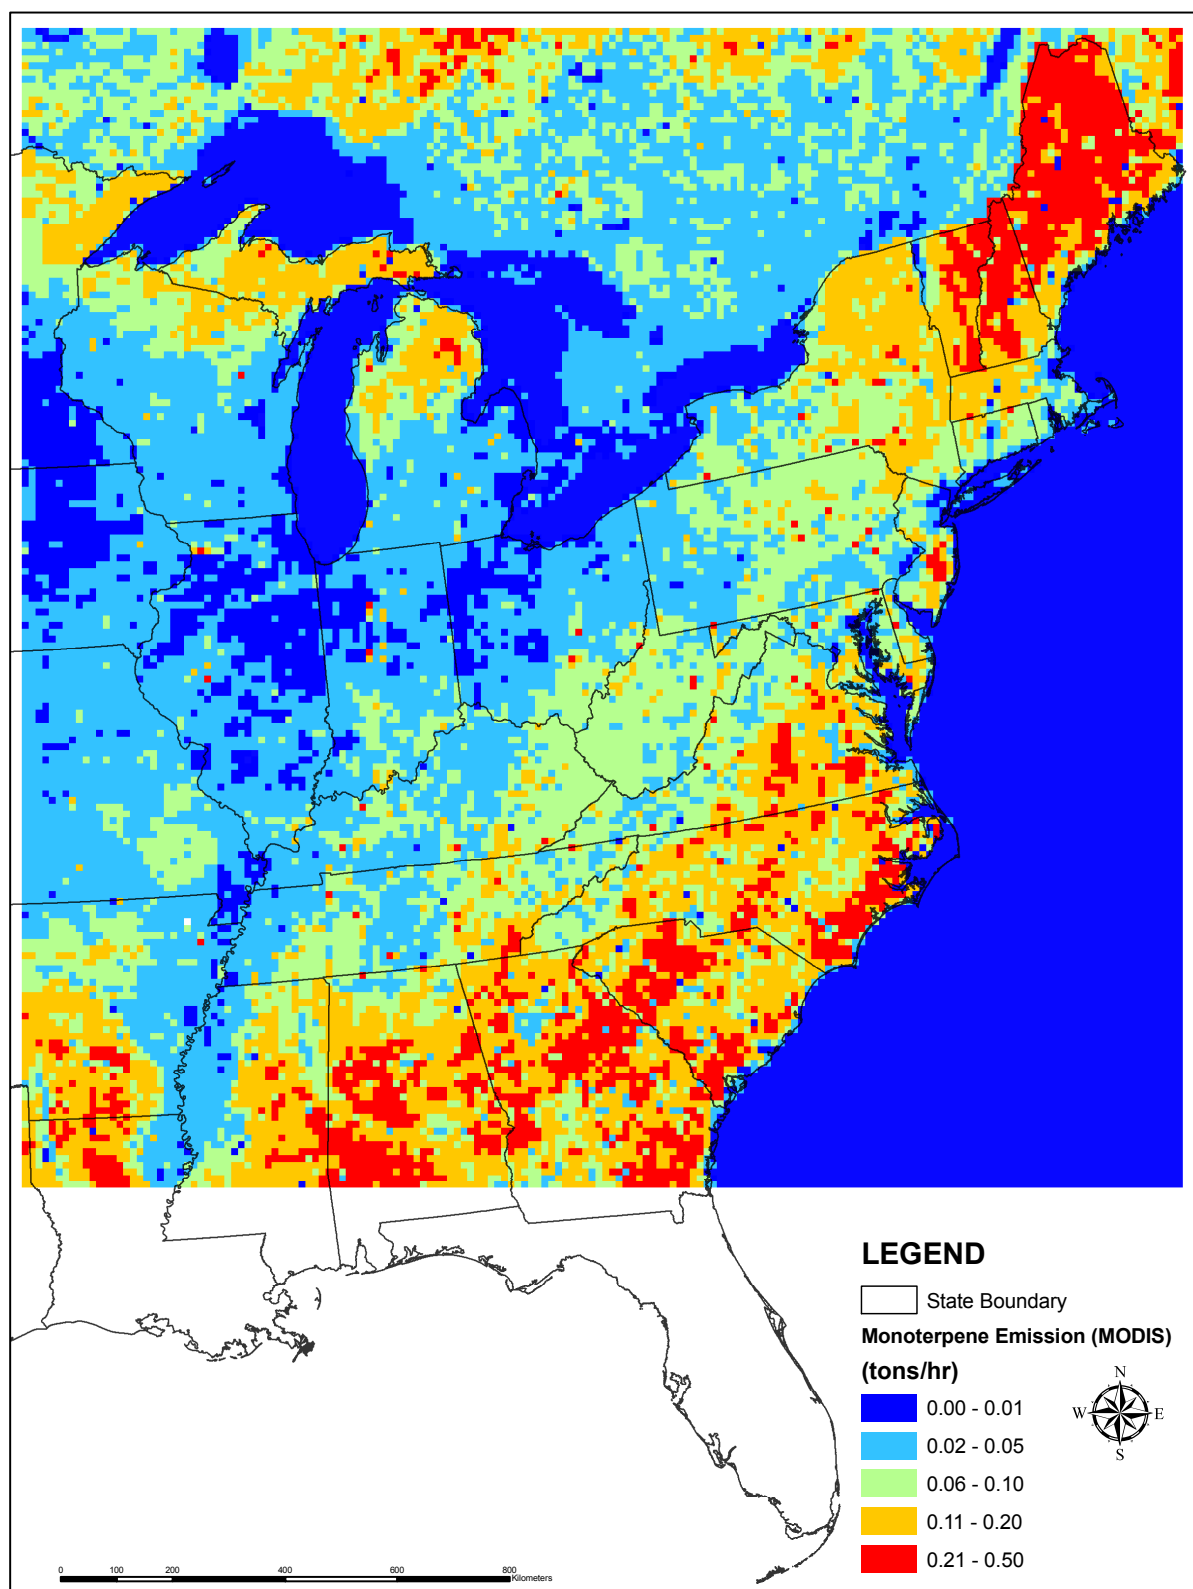 LEGEND
State Boundary
Monoterpene Emission (MODIS)
(tons/hr)
0.00 - 0.01
0.02 - 0.05
0.06 - 0.10
0.11 - 0.20
0.21 - 0.50
N
W E
S
0 100 200 400 600 800
Kilometers